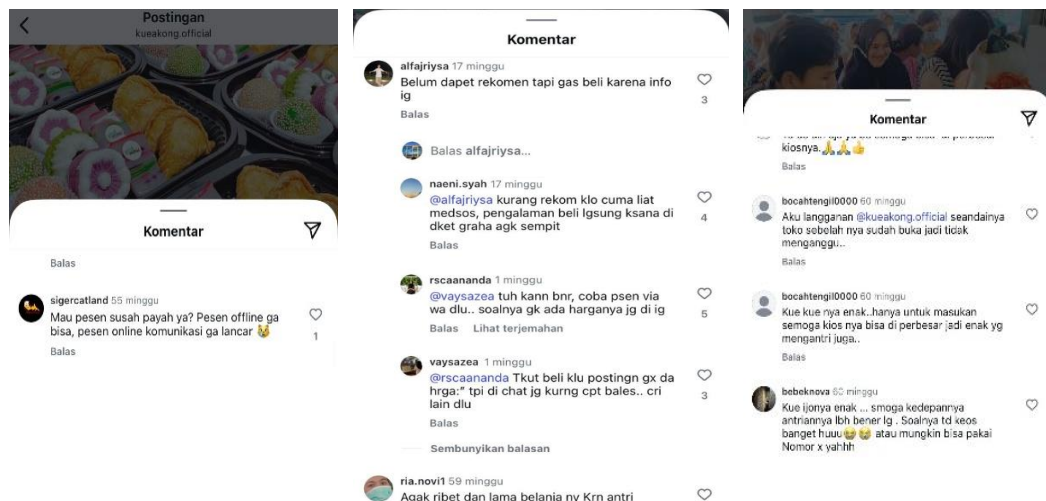 Postingan
kueakong.official
Komentar
Balas
sigercatland 55 minggu
Mau pesen susah payah ya? Pesen offline ga
bisa, pesen online komunikasi ga lancar 😿
1
Balas
Komentar
alfajriysa 17 minggu
Belum dapet rekomen tapi gas beli karena info
ig
3
Balas
Balas alfajriysa...
naeni.syah 17 minggu
@alfajriysa kurang rekom klo cuma liat
medsos, pengalaman beli lgsung ksana di
dket graha agk sempit
4
Balas
rscaananda 1 minggu
@vaysazea tuh kann bnr, coba psen via
wa dlu.. soalnya gk ada harganya jg di ig
5
Balas Lihat terjemahan
vaysazea 1 minggu
@rscaananda Tkut beli klu postingn gx da
hrga:" tpi di chat jg kurng cpt bales.. cri
lain dlu
3
Balas
Sembunyikan balasan
ria.novi1 59 minggu
Agak ribet dan lama belanja ny Krn antri
Komentar
kiosnya.🙏🙏👍
Balas
bocahtengil0000 60 minggu
Aku langganan @kueakong.official seandainya
toko sebelah nya sudah buka jadi tidak
menganggu..
Balas
bocahtengil0000 60 minggu
Kue kue nya enak..hanya untuk masukan
semoga kios nya bisa di perbesar jadi enak yg
mengantri juga..
Balas
bebeknova 60 minggu
Kue ijonya enak ... smoga kedepannya
antriannya lbh bener lg . Soalnya td keos
banget huuu😭😭 atau mungkin bisa pakai
Nomor x yahhh